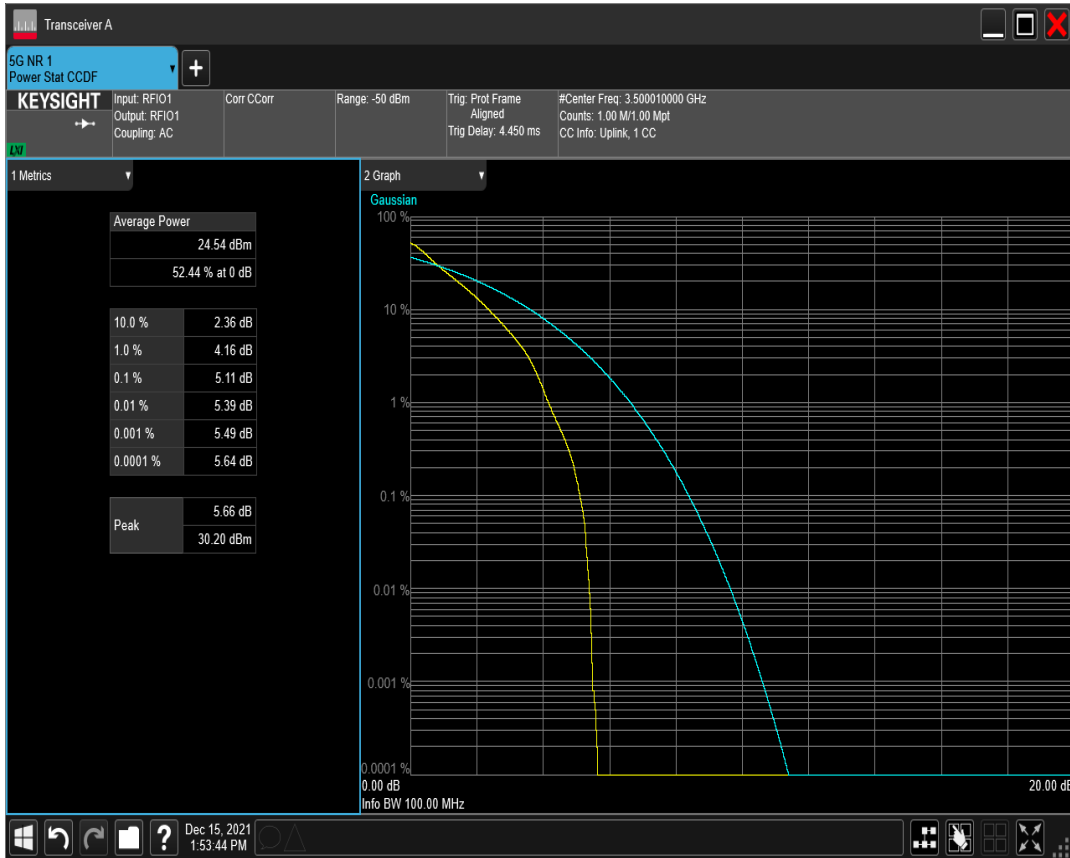 Transceiver A
5G NR 1
Power Stat CCDF
KEYSIGHT
LXI
Input: RFIO1
Output: RFIO1
Coupling: AC
Corr CCorr
Range: -50 dBm
Trig: Prot Frame
Aligned
Trig Delay: 4.450 ms
#Center Freq: 3.500010000 GHz
Counts: 1.00 M/1.00 Mpt
CC Info: Uplink, 1 CC
1 Metrics
Average Power
24.54 dBm
52.44 % at 0 dB
10.0 % 2.36 dB
1.0 % 4.16 dB
0.1 % 5.11 dB
0.01 % 5.39 dB
0.001 % 5.49 dB
0.0001 % 5.64 dB
Peak 5.66 dB
30.20 dBm
2 Graph
Gaussian
100 %
10 %
1 %
0.1 %
0.01 %
0.001 %
0.0001 %
0.00 dB 20.00 dB
Info BW 100.00 MHz
? Dec 15, 2021
1:53:44 PM